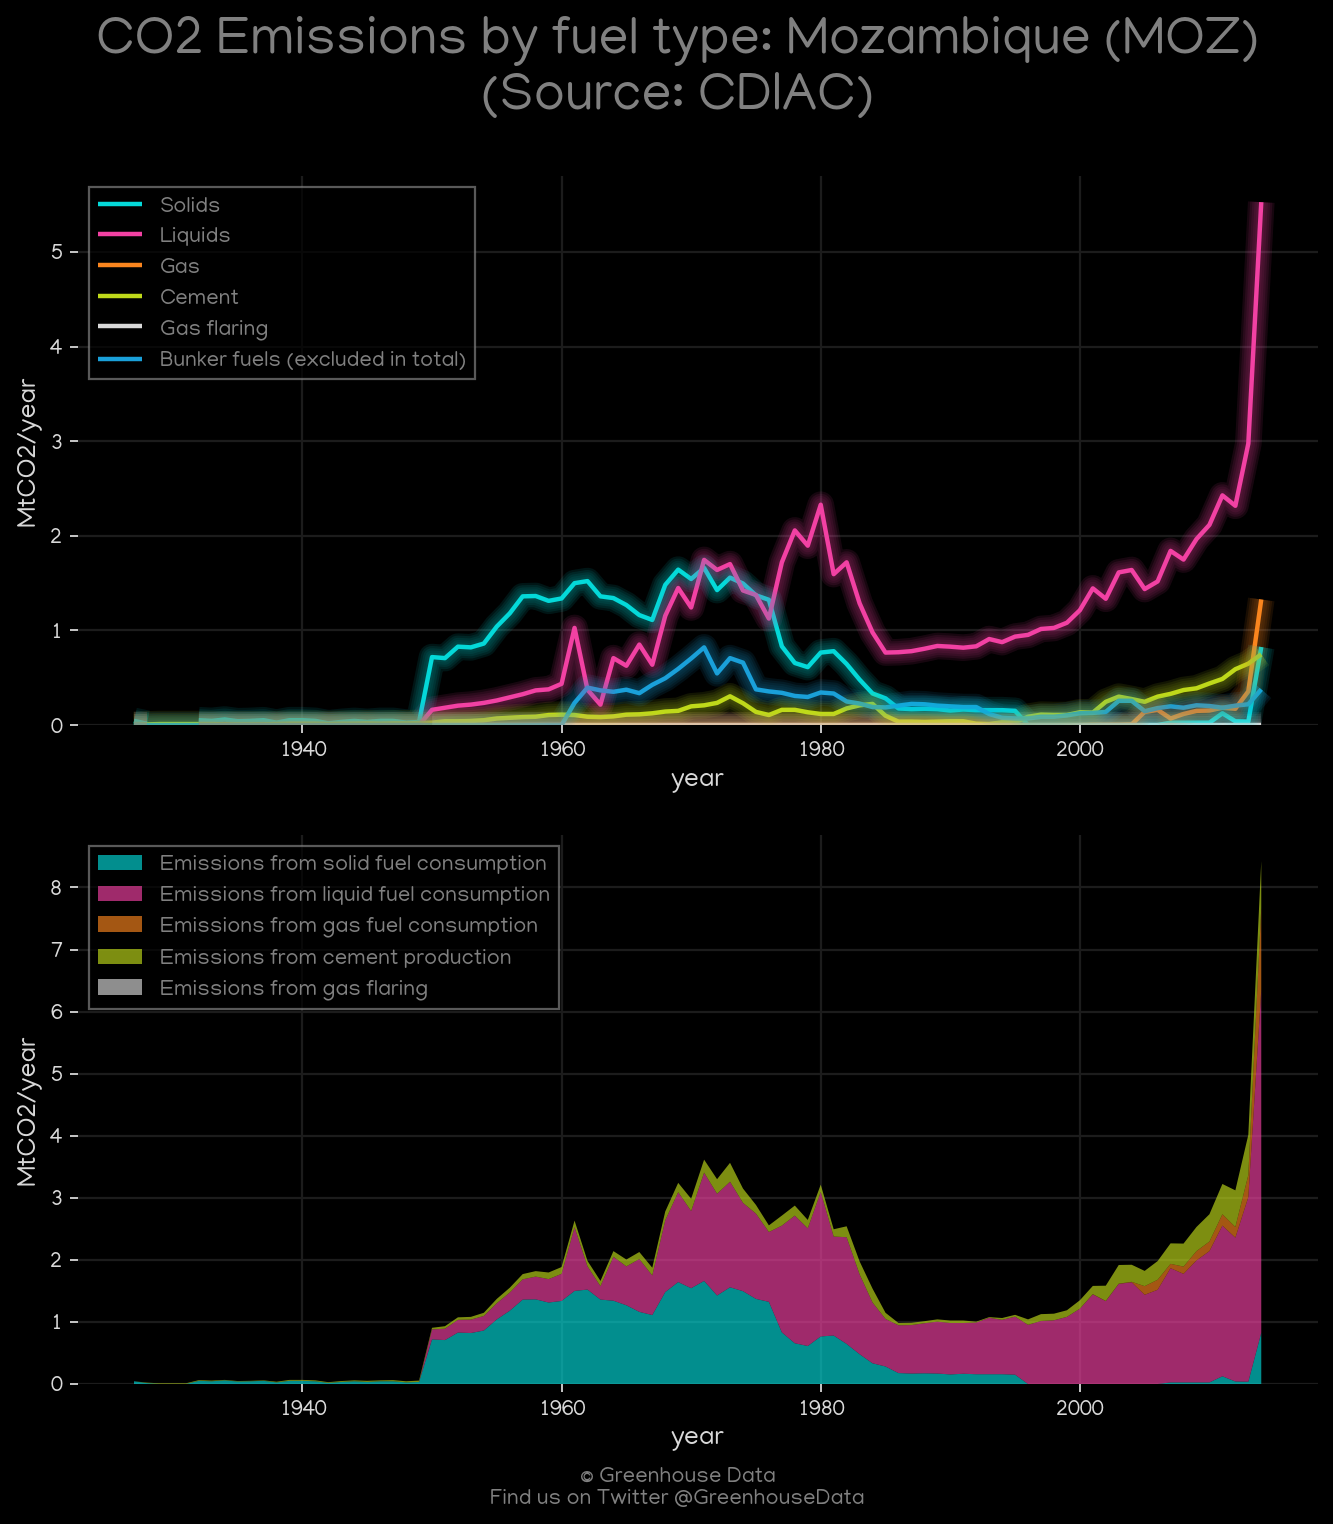 CO2 Emissions by fuel type: Mozambique (MOZ)
(Source: CDIAC)
Solids
Liquids
Gas
Cement
Gas flaring
Bunker fuels (excluded in total)
MtCO2/year
5
4
3
2
1
0
1940
1960
1980
2000
year
Emissions from solid fuel consumption
Emissions from liquid fuel consumption
Emissions from gas fuel consumption
Emissions from cement production
Emissions from gas flaring
MtCO2/year
8
7
6
5
4
3
2
1
0
1940
1960
1980
2000
year
© Greenhouse Data
Find us on Twitter @GreenhouseData